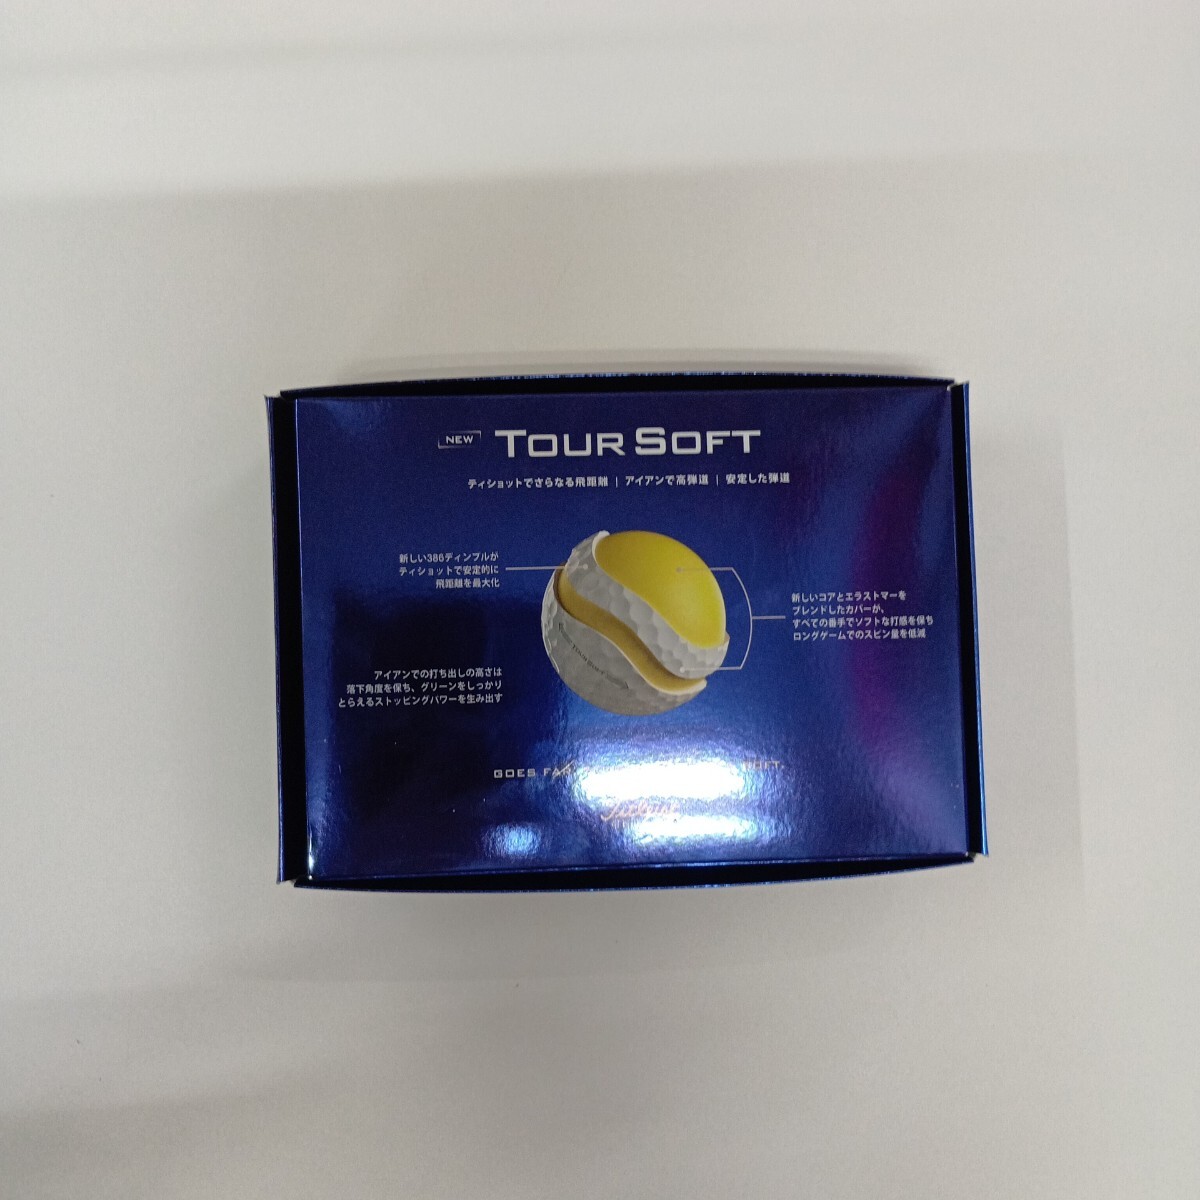 NEW TOUR SOFT
ティショットでさらなる飛距離 | アイアンで高弾道 | 安定した弾道
新しい386ディンプルが
ティショットで安定的に
飛距離を最大化
新しいコアとエラストマーを
ブレンドしたカバーが、
すべての番手でソフトな打感を保ち
ロングゲームでのスピン量を低減
アイアンでの打ち出しの高さは
落下角度を保ち、グリーンをしっかり
とらえるストッピングパワーを生み出す
TOUR SOFT
GOES
Titleist